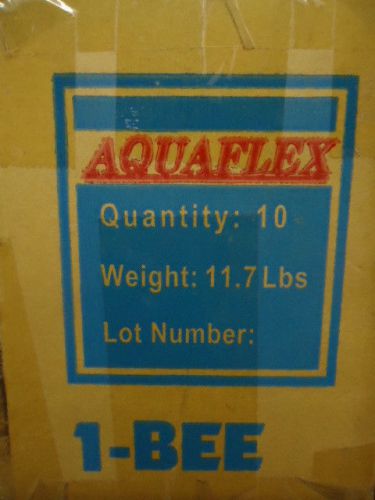 AQUAFLEX
Quantity: 10
Weight: 11.7 Lbs
Lot Number:
1-BEE